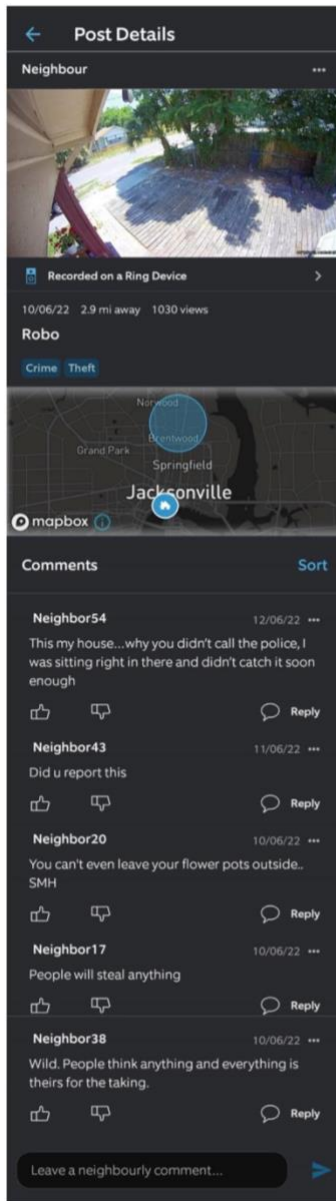 Post Details
Neighbour
Recorded on a Ring Device
10/06/22 2.9 mi away 1030 views
Robo
Crime Theft
Norwood
Brentwood
Grand Park
Springfield
Jacksonville
mapbox
Comments Sort
Neighbor54 12/06/22
This my house...why you didn't call the police, I
was sitting right in there and didn't catch it soon
enough
Reply
Neighbor43 11/06/22
Did u report this
Reply
Neighbor20 10/06/22
You can't even leave your flower pots outside..
SMH
Reply
Neighbor17 10/06/22
People will steal anything
Reply
Neighbor38 10/06/22
Wild. People think anything and everything is
theirs for the taking.
Reply
Leave a neighbourly comment...